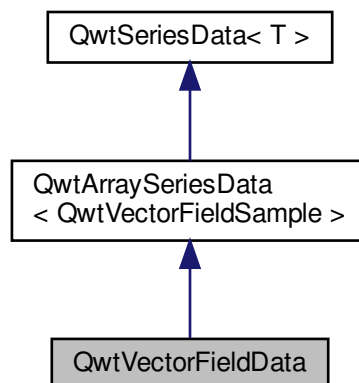 QwtSeriesData< T >
QwtArraySeriesData
< QwtVectorFieldSample >
QwtVectorFieldData